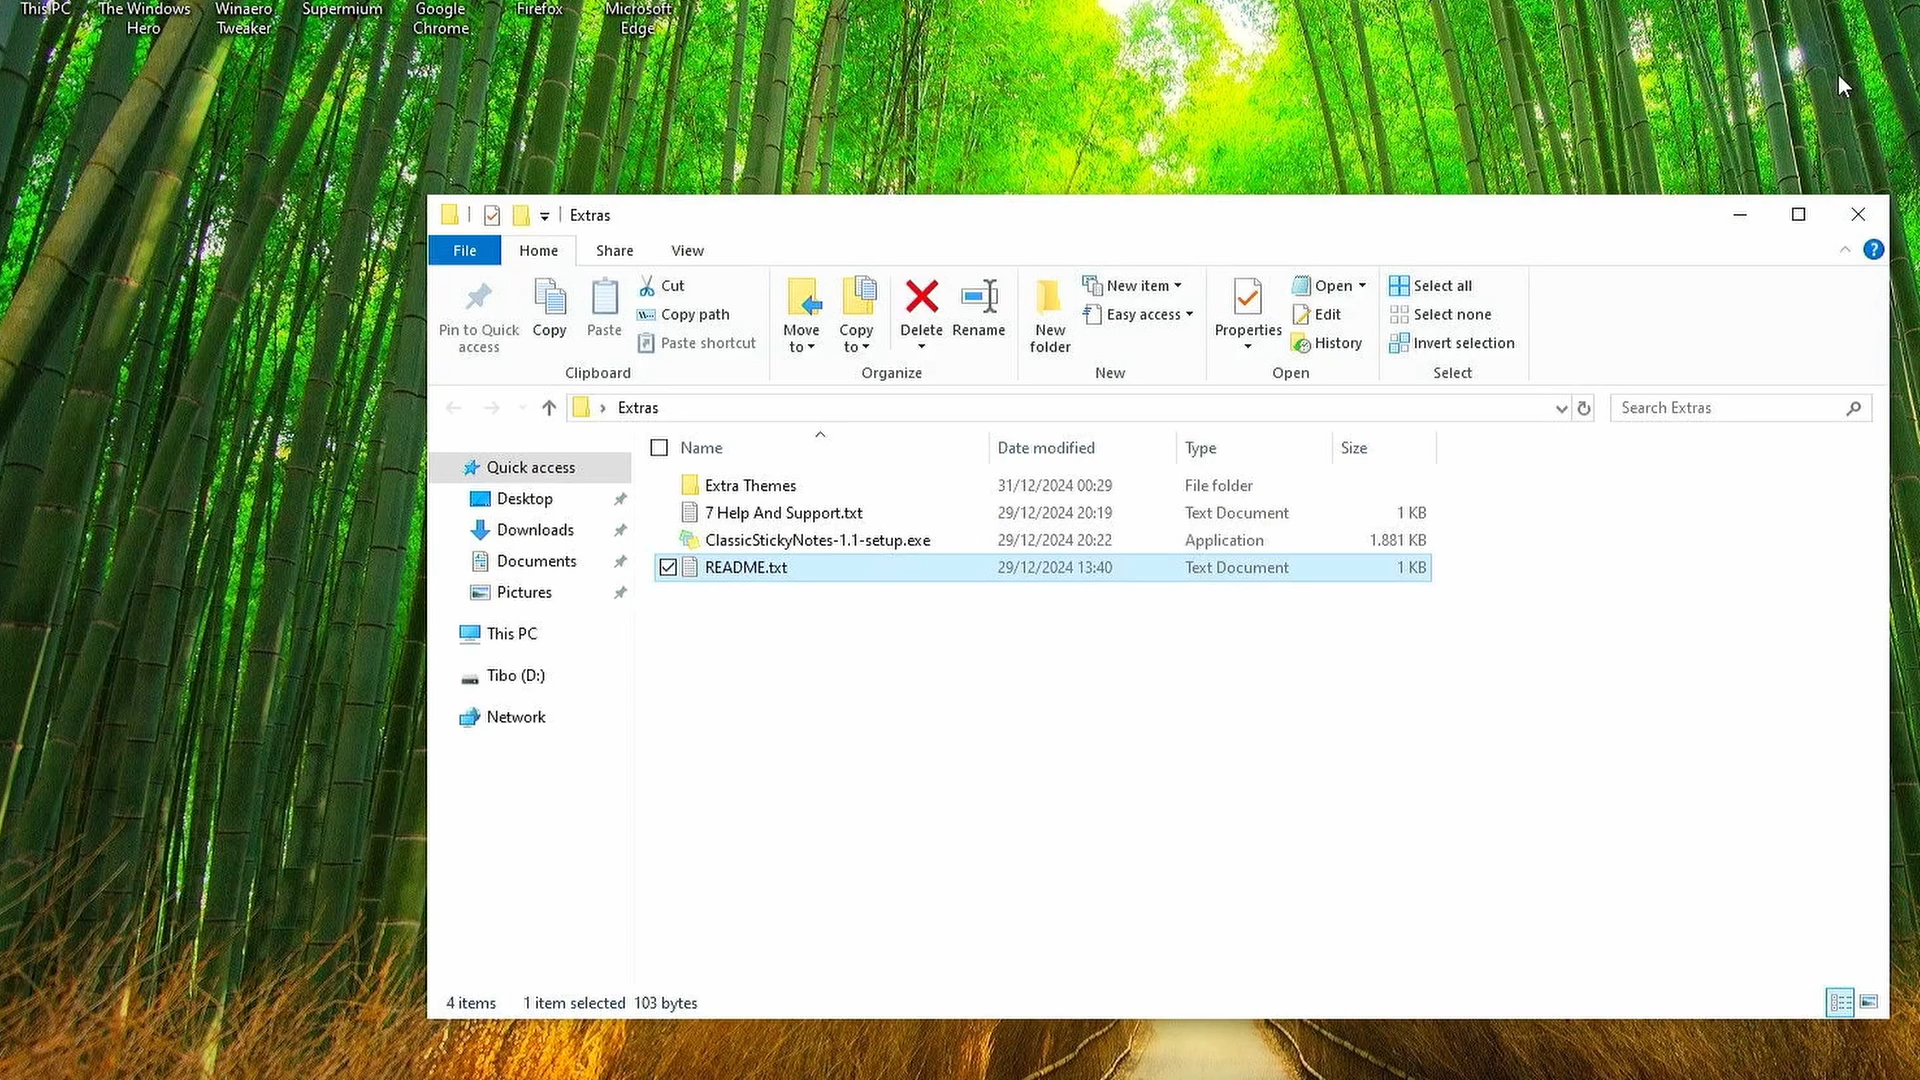 This PC
The Windows
Hero
Winaero
Tweaker
Supermium
Google
Chrome
Firefox
Microsoft
Edge
Extras
File
Home
Share
View
?
Pin to Quick
access
Copy
Paste
Cut
Copy path
Paste shortcut
Clipboard
Move
to
Copy
to
Delete
Rename
Organize
New
folder
New item
Easy access
New
Properties
Open
Edit
History
Open
Select all
Select none
Invert selection
Select
Extras
Search Extras
Name
Date modified
Type
Size
Quick access
Desktop
Downloads
Documents
Pictures
This PC
Tibo (D:)
Network
Extra Themes 31/12/2024 00:29 File folder
7 Help And Support.txt 29/12/2024 20:19 Text Document 1 KB
ClassicStickyNotes-1.1-setup.exe 29/12/2024 20:22 Application 1.881 KB
README.txt 29/12/2024 13:40 Text Document 1 KB
4 items 1 item selected 103 bytes